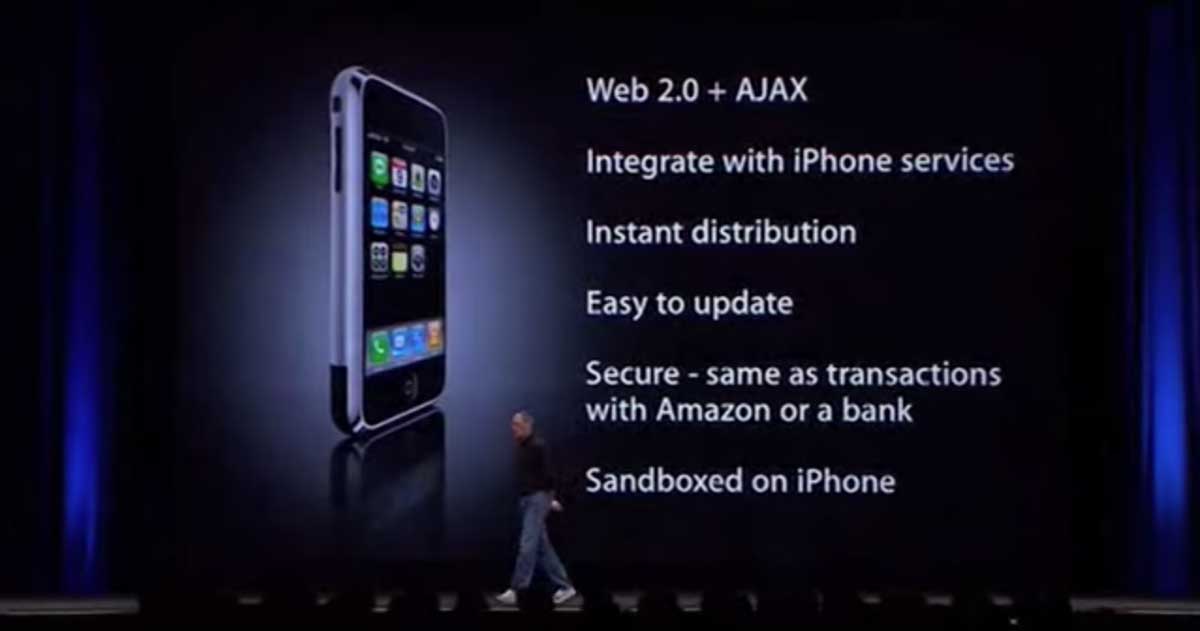 Web 2.0 + AJAX
Integrate with iPhone services
Instant distribution
Easy to update
Secure - same as transactions
with Amazon or a bank
Sandboxed on iPhone